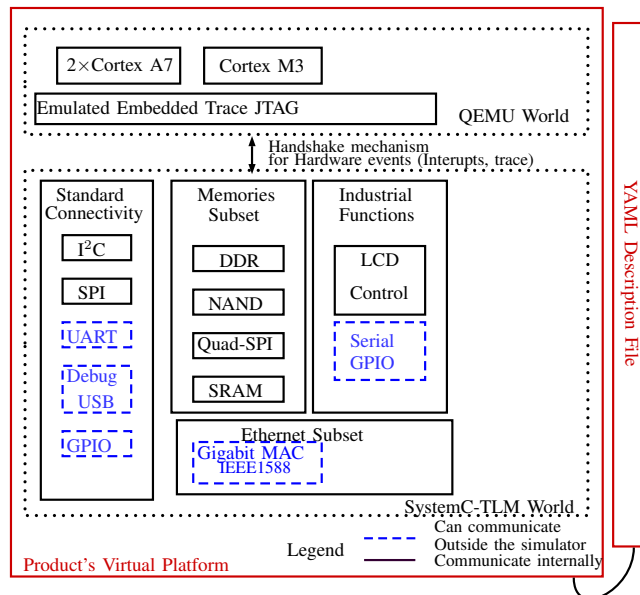 2×Cortex A7
Cortex M3
Emulated Embedded Trace JTAG
QEMU World
Handshake mechanism
for Hardware events (Interupts, trace)
Standard
Connectivity
I²C
SPI
UART
Debug
USB
GPIO
Memories
Subset
DDR
NAND
Quad-SPI
SRAM
Industrial
Functions
LCD
Control
Serial
GPIO
Ethernet Subset
Gigabit MAC
IEEE1588
SystemC-TLM World
Legend
Can communicate
Outside the simulator
Communicate internally
Product's Virtual Platform
YAML Description File